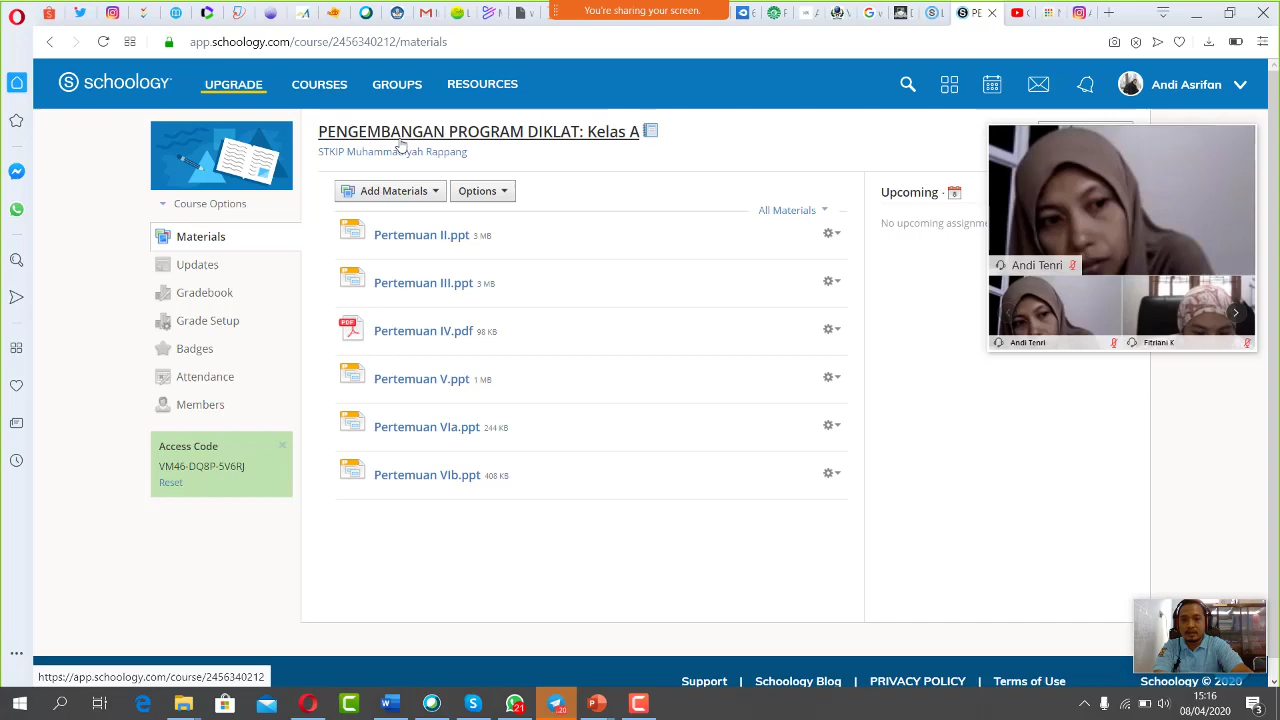 You're sharing your screen.
PE
app.schoology.com/course/2456340212/materials
S schoology
UPGRADE
COURSES
GROUPS
RESOURCES
Andi Asrifan
PENGEMBANGAN PROGRAM DIKLAT: Kelas A
STKIP Muhammadiyah Rappang
Course Options
Materials
Updates
Gradebook
Grade Setup
Badges
Attendance
Members
Access Code
VM46-DQ8P-5V6RJ
Reset
Add Materials
Options
All Materials
Pertemuan II.ppt 3 MB
Pertemuan III.ppt 3 MB
PDF
Pertemuan IV.pdf 98 KB
Pertemuan V.ppt 1 MB
Pertemuan VIa.ppt 244 KB
Pertemuan VIb.ppt 408 KB
Upcoming ·
No upcoming assignme
Andi Tenri
Andi Tenri
Fitriani K
https://app.schoology.com/course/2456340212
Support | Schoology Blog | PRIVACY POLICY | Terms of Use
Schoology © 2020
21
15:16
08/04/2020
3